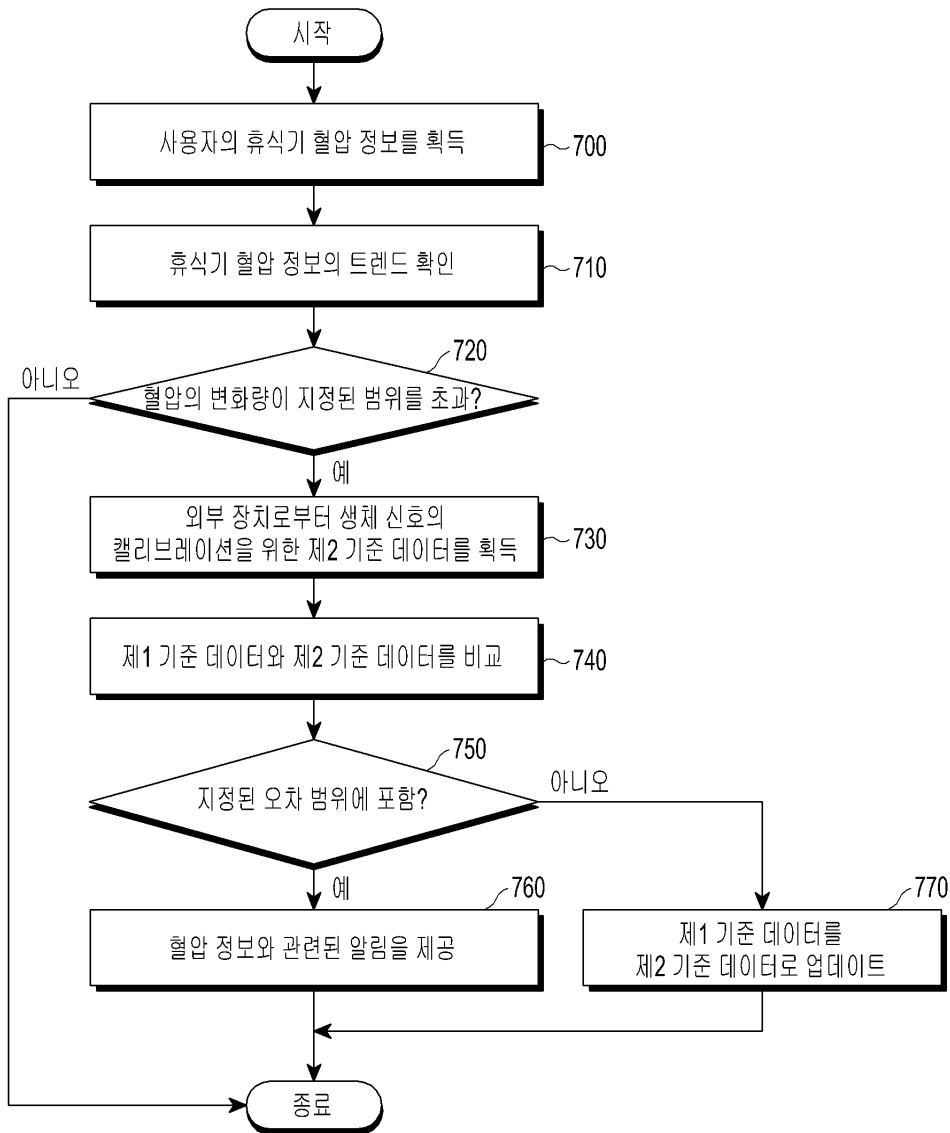 시작
사용자의 휴식기 혈압 정보를 획득
700
휴식기 혈압 정보의 트렌드 확인
710
720
아니오
혈압의 변화량이 지정된 범위를 초과?
예
외부 장치로부터 생체 신호의
캘리브레이션을 위한 제2 기준 데이터를 획득
730
제1 기준 데이터와 제2 기준 데이터를 비교
740
750
지정된 오차 범위에 포함?
아니오
예
760
혈압 정보와 관련된 알림을 제공
770
제1 기준 데이터를
제2 기준 데이터로 업데이트
종료